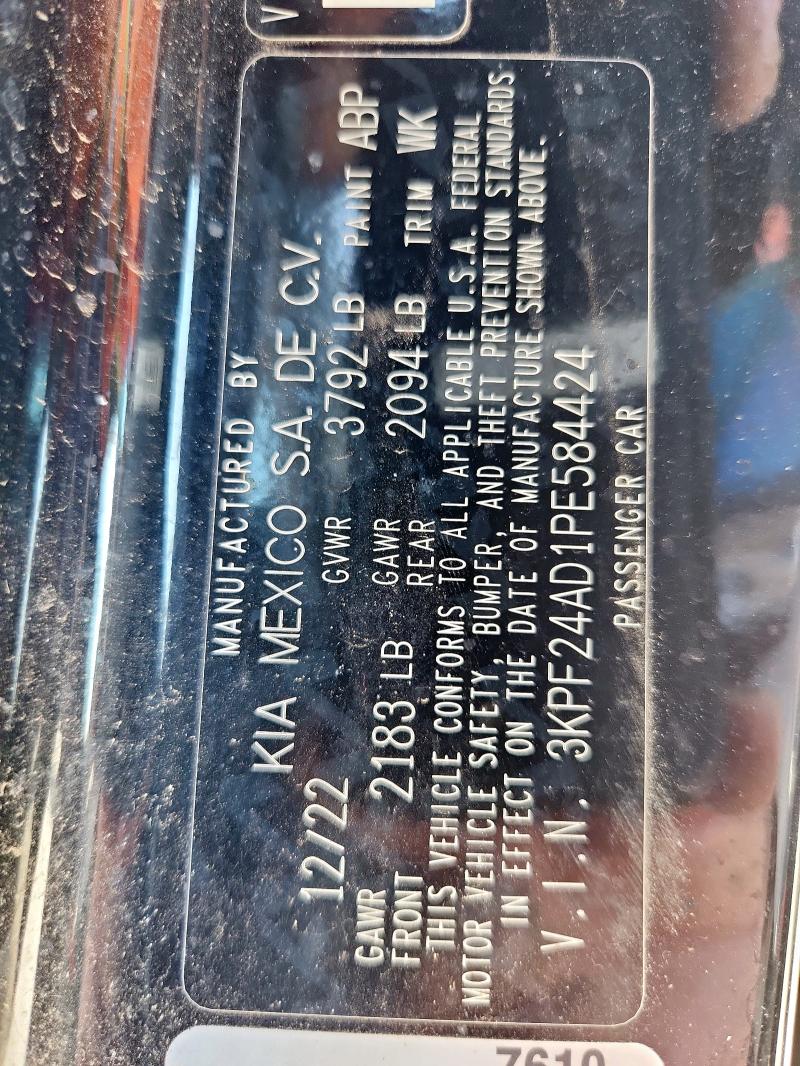 V
MANUFACTURED BY
KIA MEXICO S.A. DE C.V.
12/22 GVWR 3792 LB PAINT ABP
GAWR FRONT 2183 LB GAWR REAR 2094 LB TRIM WK
THIS VEHICLE CONFORMS TO ALL APPLICABLE U.S.A. FEDERAL
MOTOR VEHICLE SAFETY, BUMPER, AND THEFT PREVENTION STANDARDS
IN EFFECT ON THE DATE OF MANUFACTURE SHOWN ABOVE.
V.I.N. 3KPF24AD1PE584424
PASSENGER CAR
7610